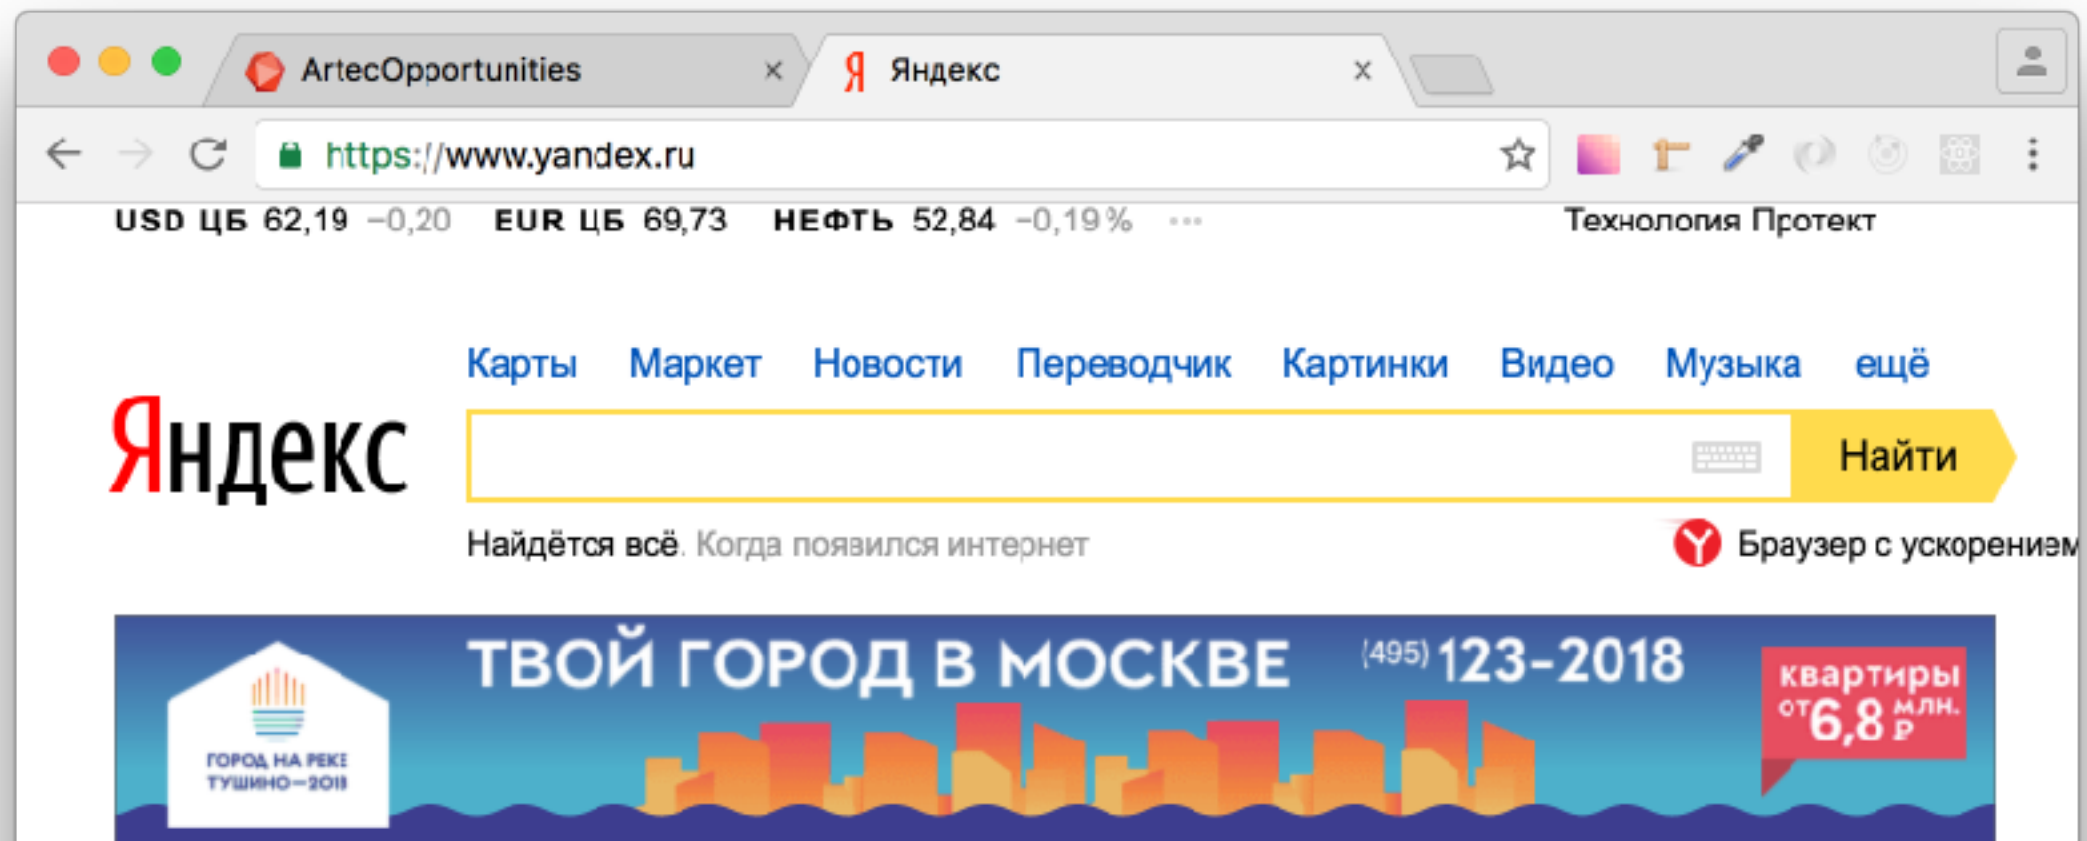 ArtecOpportunities
Яндекс
https://www.yandex.ru
USD ЦБ 62,19 −0,20 EUR ЦБ 69,73 НЕФТЬ 52,84 −0,19% ···
Технология Протект
Карты Маркет Новости Переводчик Картинки Видео Музыка ещё
Яндекс
Найти
Найдётся всё. Когда появился интернет
Браузер с ускорением
ТВОЙ ГОРОД В МОСКВЕ (495) 123-2018
ГОРОД НА РЕКЕ
ТУШИНО—2018
квартиры
от 6,8 млн. ₽